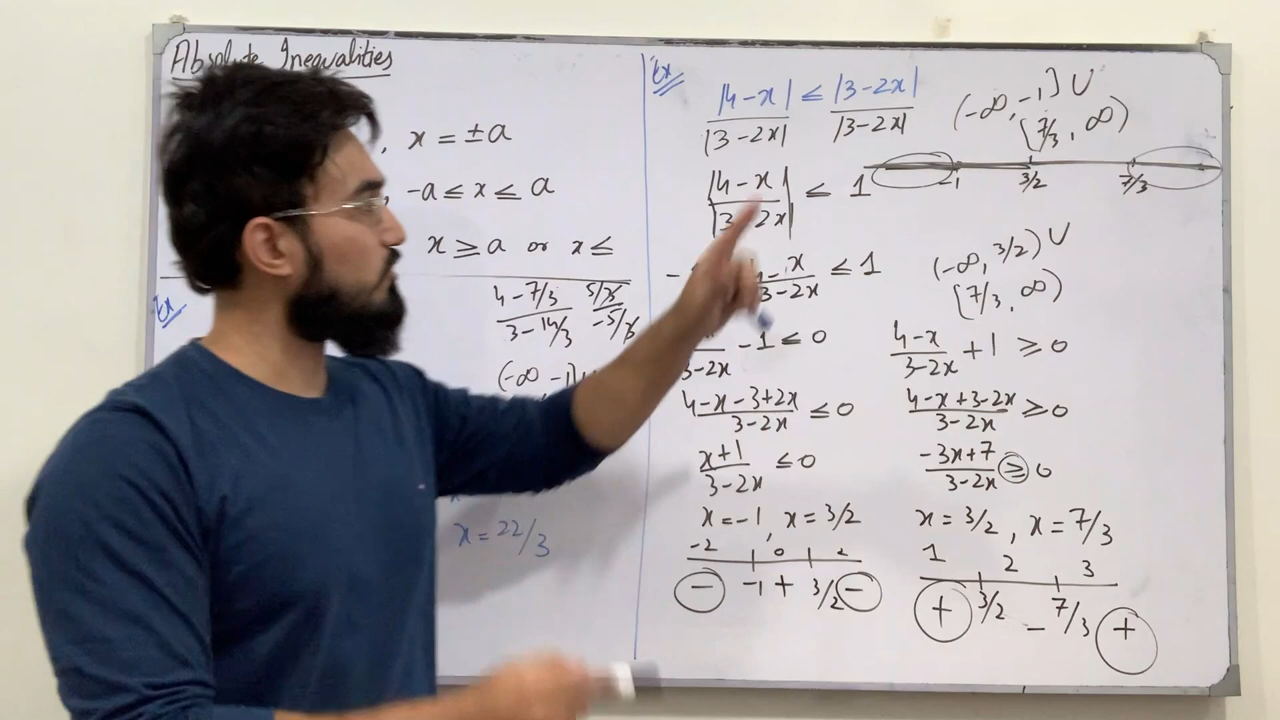 Absolute Inequalities
, x = ±a
, -a ≤ x ≤ a
x ≥ a or x ≤
Ex
4-7/3 / 3-14/3 5/3 / -5/3
(-∞ -1]
x = 22/3
Ex
|4-x| / |3-2x| ≤ |3-2x| / |3-2x|
(-∞, -1] ∪
[7/3, ∞)
|4-x| / |3-2x| ≤ 1
-1 3/2 7/3
x / 3-2x ≤ 1
(-∞, 3/2) ∪
[7/3, ∞)
/ 3-2x -1 ≤ 0
4-x / 3-2x + 1 ≥ 0
4-x-3+2x / 3-2x ≤ 0
4-x+3-2x / 3-2x ≥ 0
x+1 / 3-2x ≤ 0
-3x+7 / 3-2x ≥ 0
x = -1, x = 3/2
x = 3/2, x = 7/3
-2 0 2
- -1 + 3/2 -
1 2 3
+ 3/2 - 7/3 +